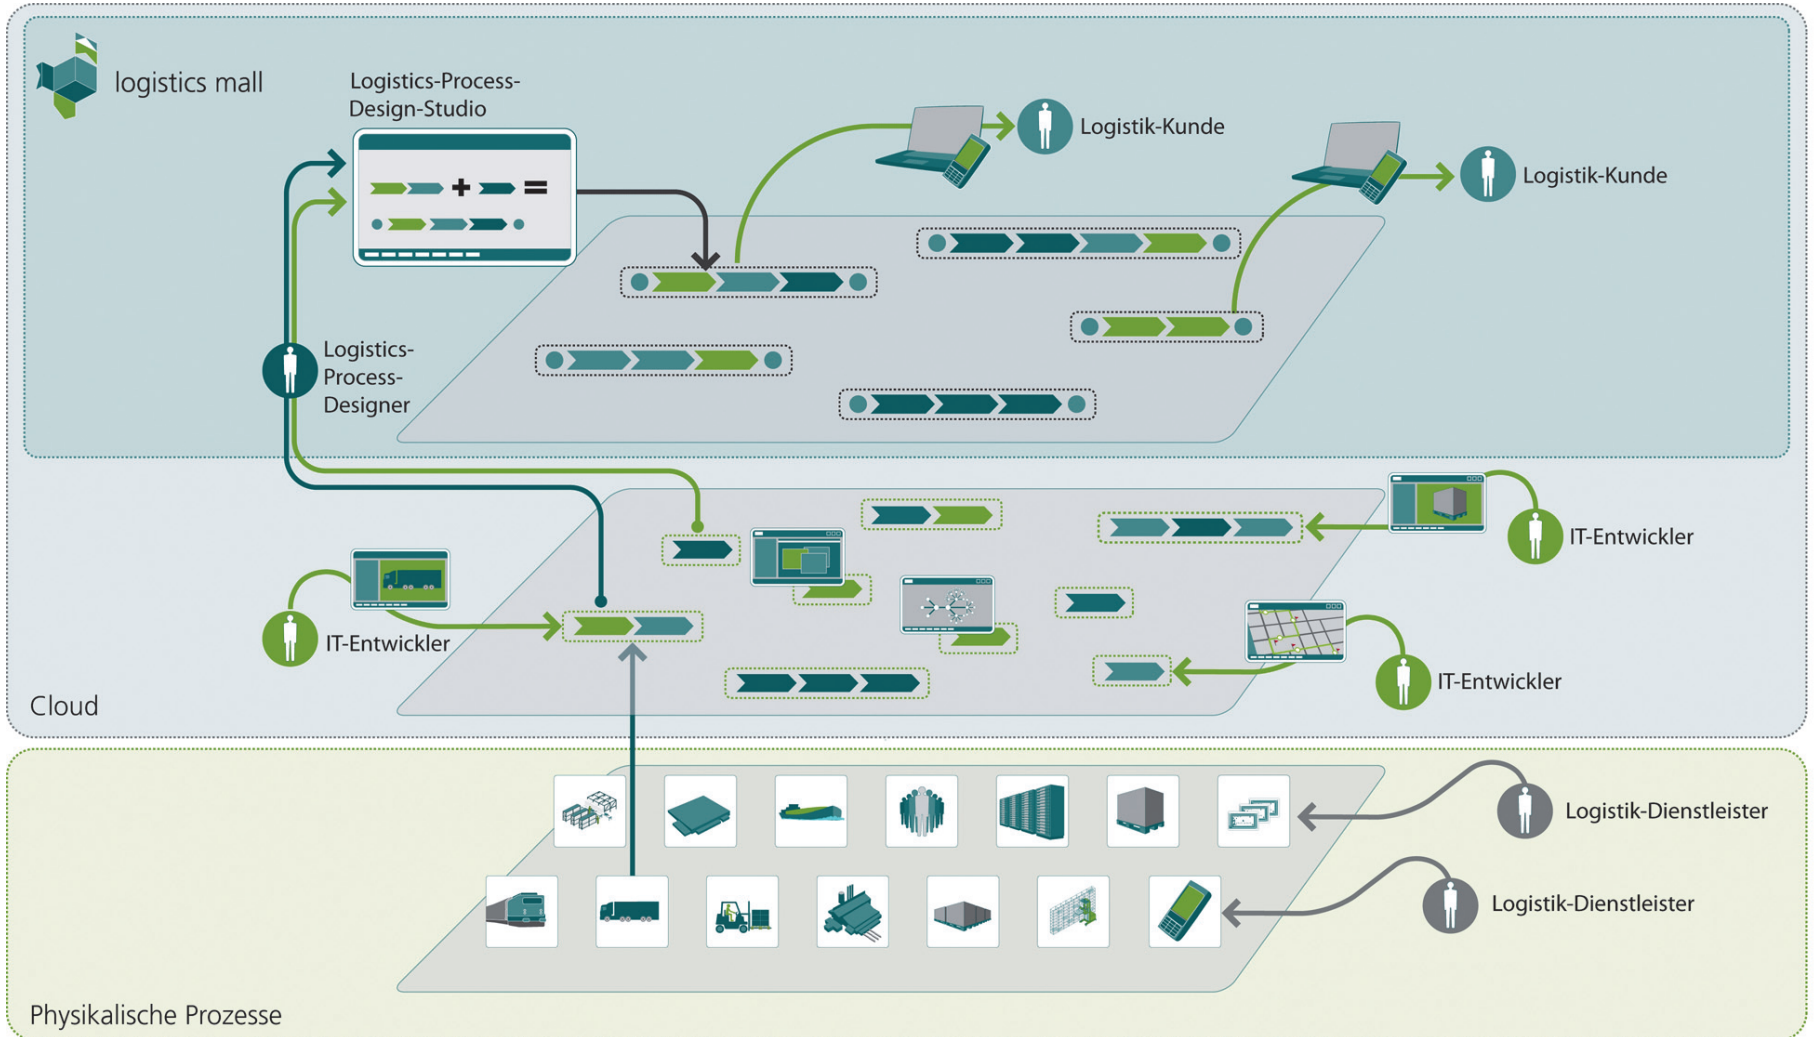 logistics mall
Logistics-Process-
Design-Studio
Logistik-Kunde
Logistik-Kunde
Logistics-
Process-
Designer
IT-Entwickler
IT-Entwickler
IT-Entwickler
Cloud
Logistik-Dienstleister
Logistik-Dienstleister
Physikalische Prozesse